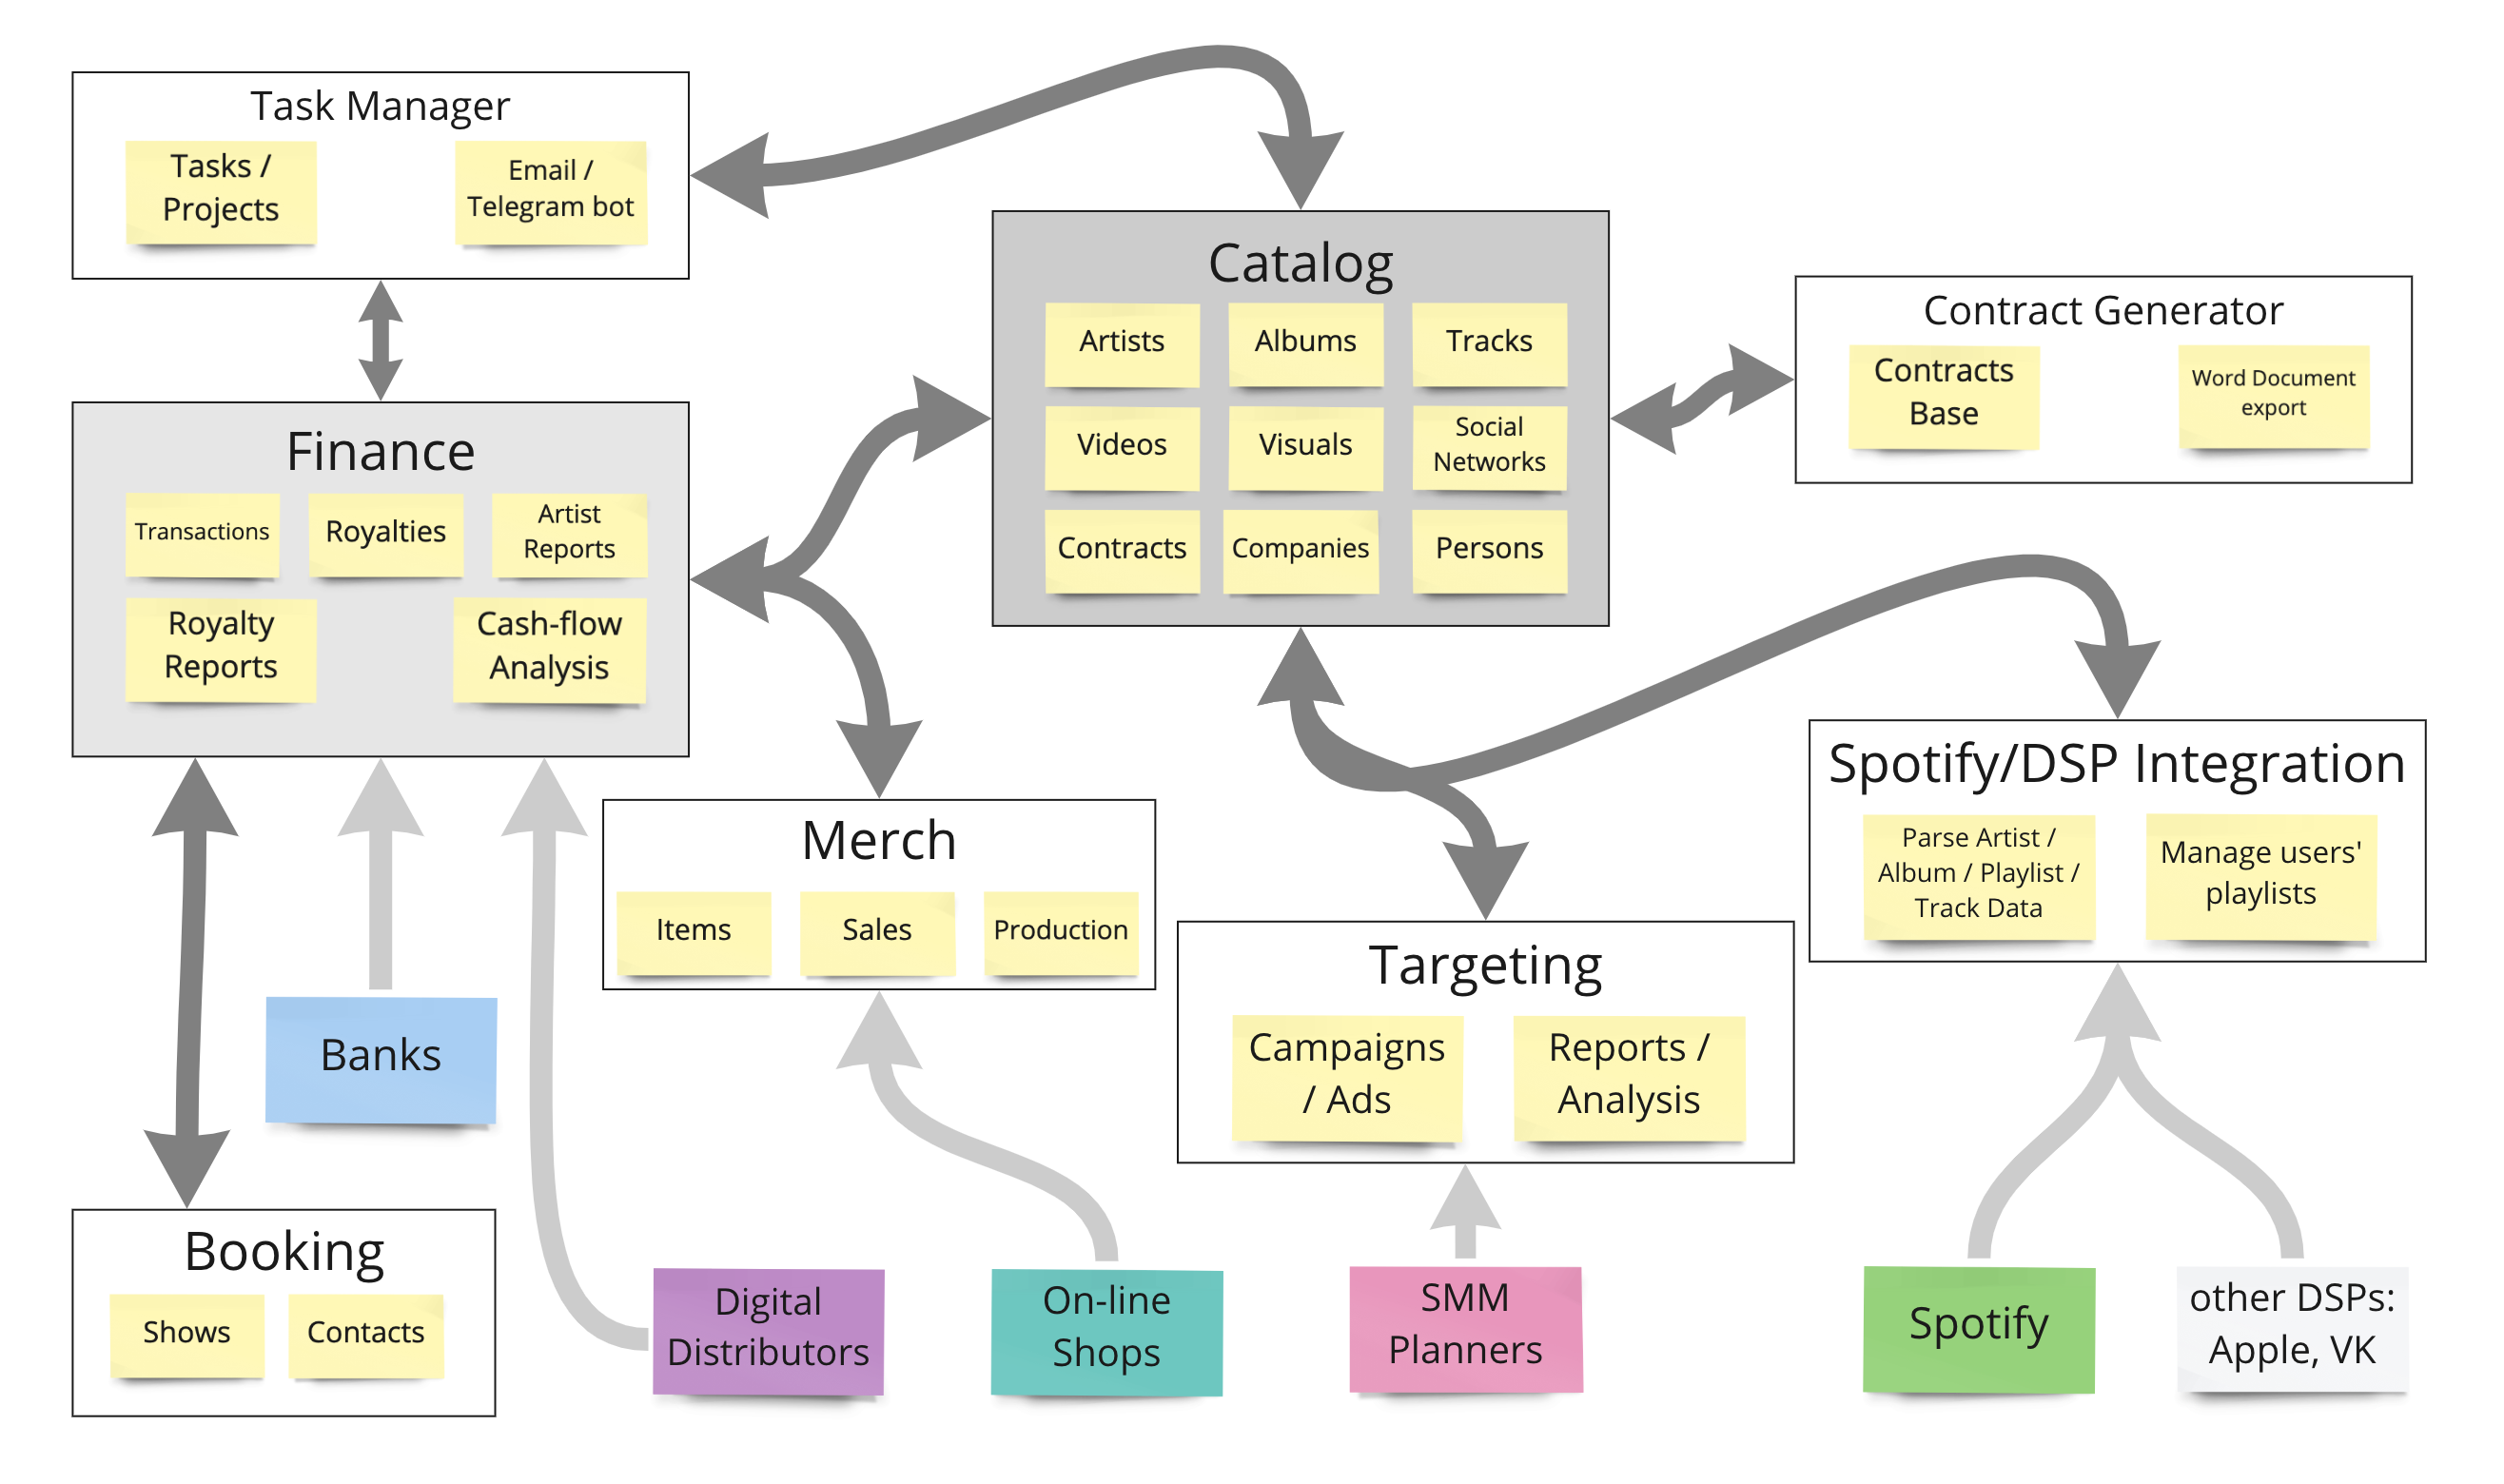 Task Manager
Tasks /
Projects
Email /
Telegram bot
Catalog
Artists
Albums
Tracks
Videos
Visuals
Social
Networks
Contracts
Companies
Persons
Contract Generator
Contracts
Base
Word Document
export
Finance
Transactions
Royalties
Artist
Reports
Royalty
Reports
Cash-flow
Analysis
Merch
Items
Sales
Production
Spotify/DSP Integration
Parse Artist /
Album / Playlist /
Track Data
Manage users'
playlists
Targeting
Campaigns
/ Ads
Reports /
Analysis
Banks
Booking
Shows
Contacts
Digital
Distributors
On-line
Shops
SMM
Planners
Spotify
other DSPs:
Apple, VK